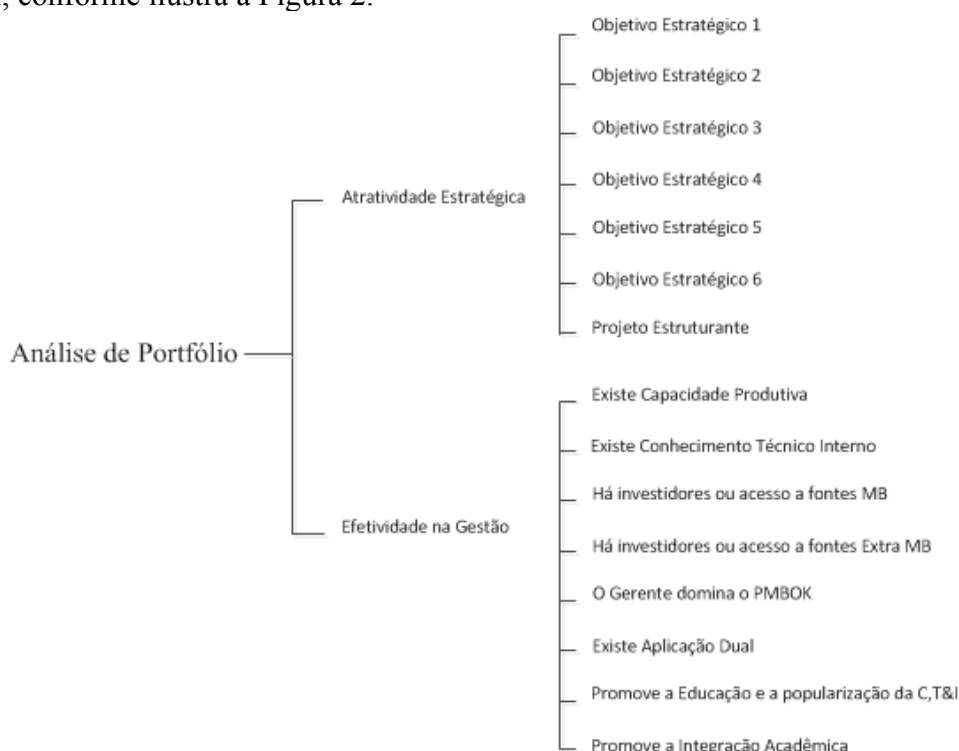 conforme ilustra a Figura 2.
Objetivo Estratégico 1
Objetivo Estratégico 2
Objetivo Estratégico 3
Objetivo Estratégico 4
Atratividade Estratégica
Objetivo Estratégico 5
Objetivo Estratégico 6
Projeto Estruturante
Análise de Portfólio
Existe Capacidade Produtiva
Existe Conhecimento Técnico Interno
Há investidores ou acesso a fontes MB
Efetividade na Gestão
Há investidores ou acesso a fontes Extra MB
O Gerente domina o PMBOK
Existe Aplicação Dual
Promove a Educação e a popularização da C,T&I
Promove a Integração Acadêmica